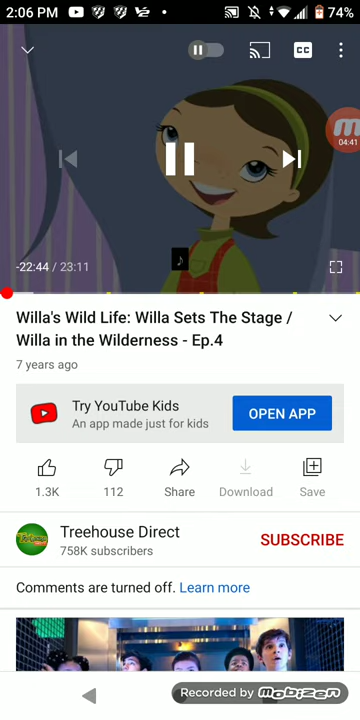 2:06 PM
74%
CC
04:41
♪
-22:44 / 23:11
Willa's Wild Life: Willa Sets The Stage /
Willa in the Wilderness - Ep.4
7 years ago
Try YouTube Kids
An app made just for kids
OPEN APP
1.3K
112
Share
Download
Save
Treehouse Direct
758K subscribers
SUBSCRIBE
Comments are turned off. Learn more
Recorded by mobizen